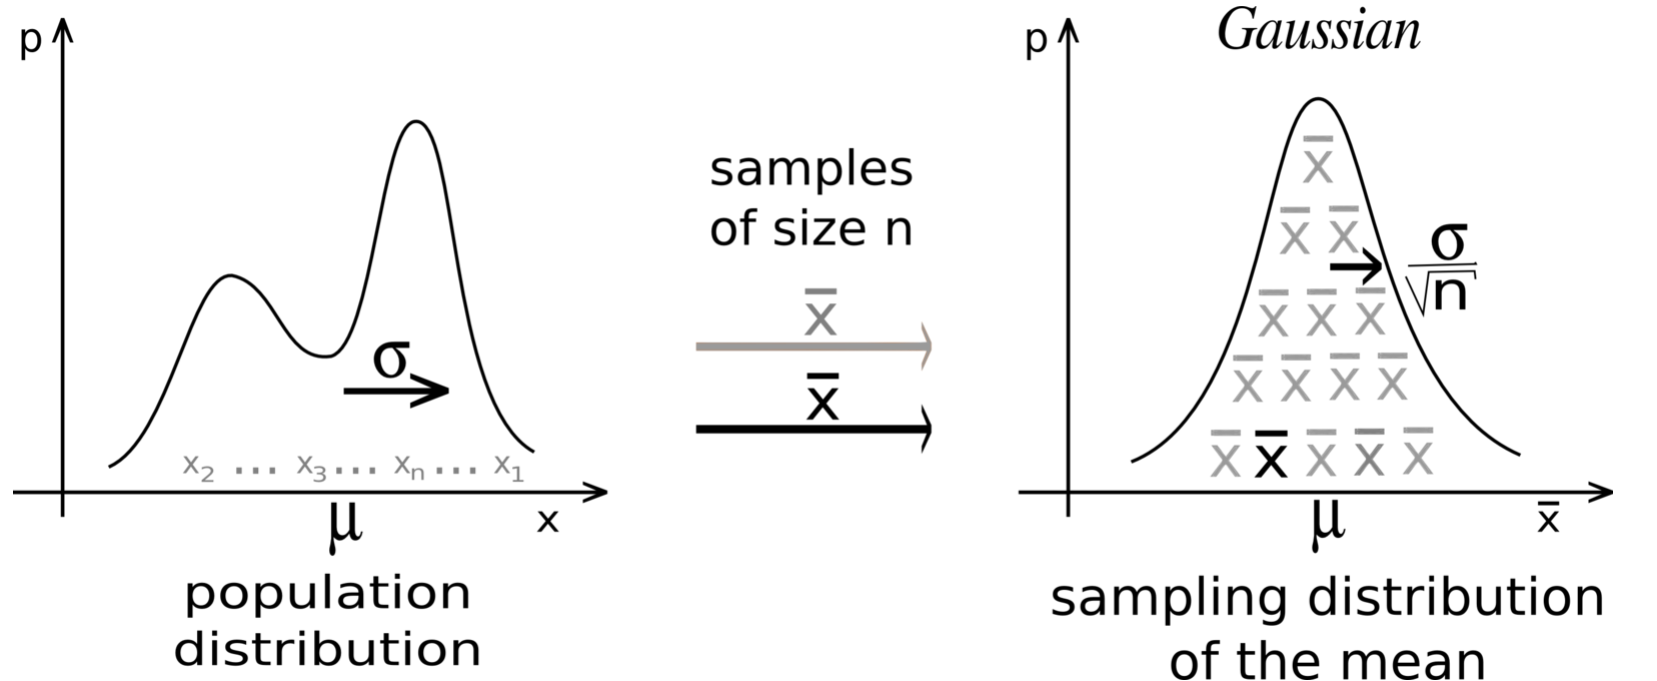 p
x₂ ... x₃... xₙ... x₁
σ
μ
x
population
distribution
samples
of size n
x̄
x̄
Gaussian
p
x̄
x̄ x̄
x̄ x̄ x̄
x̄ x̄ x̄ x̄
x̄ x̄ x̄ x̄ x̄
σ
√n
μ
x̄
sampling distribution
of the mean